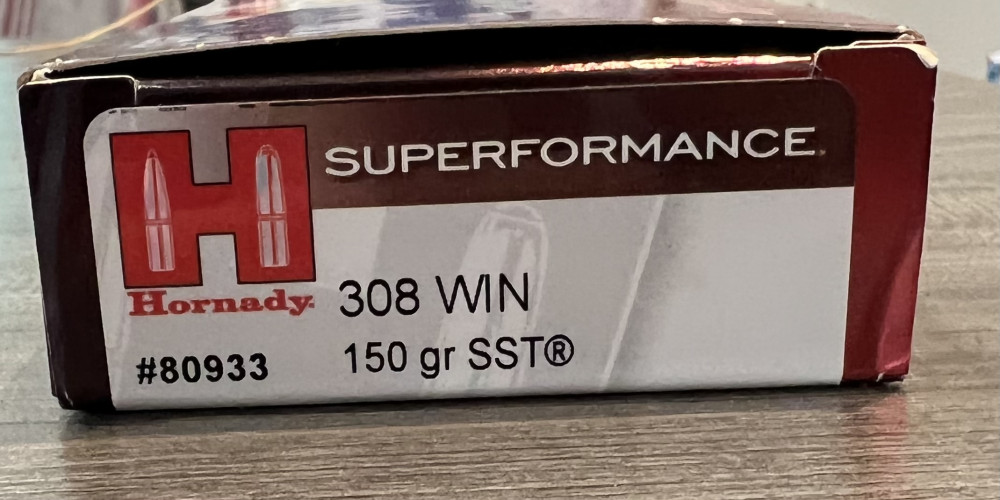 SUPERFORMANCE
H
Hornady
308 WIN
150 gr SST®
#80933